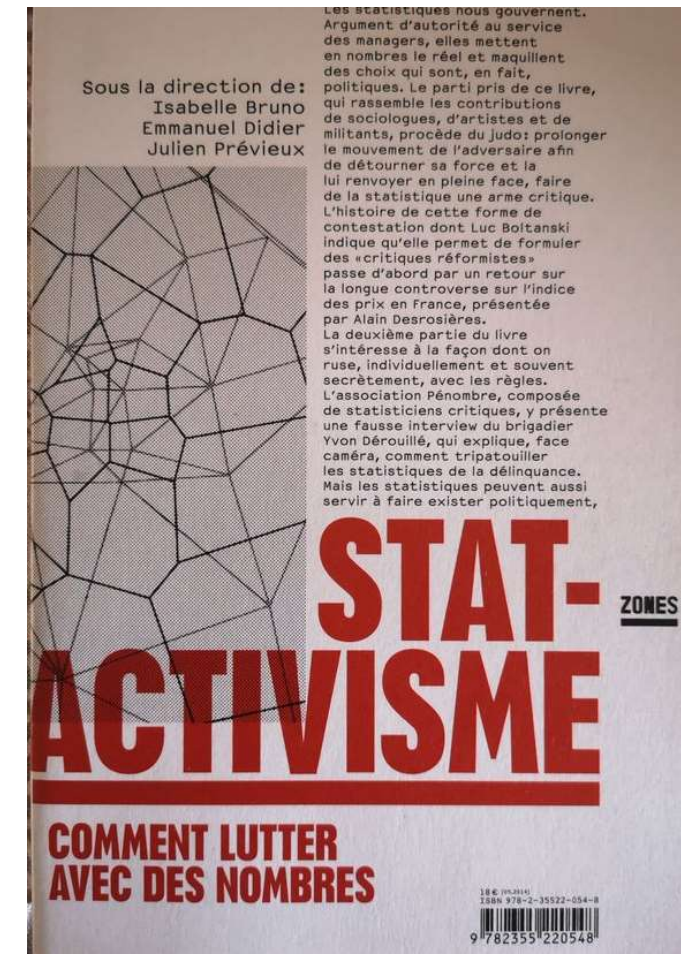 Sous la direction de:
Isabelle Bruno
Emmanuel Didier
Julien Prévieux
Les statistiques nous gouvernent.
Argument d'autorité au service
des managers, elles mettent
en nombres le réel et maquillent
des choix qui sont, en fait,
politiques. Le parti pris de ce livre,
qui rassemble les contributions
de sociologues, d'artistes et de
militants, procède du judo: prolonger
le mouvement de l'adversaire afin
de détourner sa force et la
lui renvoyer en pleine face, faire
de la statistique une arme critique.
L'histoire de cette forme de
contestation dont Luc Boltanski
indique qu'elle permet de formuler
des «critiques réformistes»
passe d'abord par un retour sur
la longue controverse sur l'indice
des prix en France, présentée
par Alain Desrosières.
La deuxième partie du livre
s'intéresse à la façon dont on
ruse, individuellement et souvent
secrètement, avec les règles.
L'association Pénombre, composée
de statisticiens critiques, y présente
une fausse interview du brigadier
Yvon Dérouillé, qui explique, face
caméra, comment tripatouiller
les statistiques de la délinquance.
Mais les statistiques peuvent aussi
servir à faire exister politiquement,
STAT-
ACTIVISME
ZONES
COMMENT LUTTER
AVEC DES NOMBRES
18 € [05.2014]
ISBN 978-2-35522-054-8
9 782355 220548